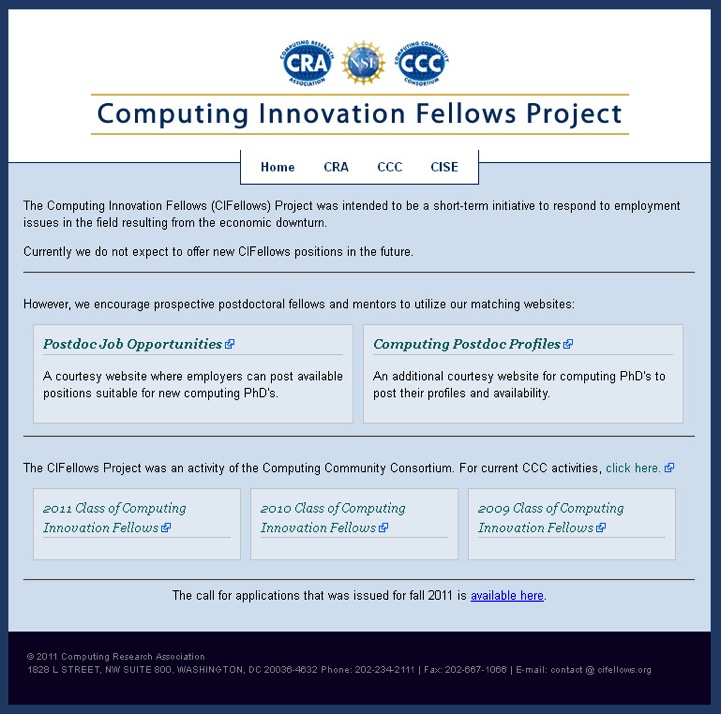 COMPUTING RESEARCH
CRA
ASSOCIATION
NSF
COMPUTING COMMUNITY
CCC
CONSORTIUM
Computing Innovation Fellows Project
Home CRA CCC CISE
The Computing Innovation Fellows (CIFellows) Project was intended to be a short-term initiative to respond to employment
issues in the field resulting from the economic downturn.
Currently we do not expect to offer new CIFellows positions in the future.
However, we encourage prospective postdoctoral fellows and mentors to utilize our matching websites:
Postdoc Job Opportunities
A courtesy website where employers can post available
positions suitable for new computing PhD's.
Computing Postdoc Profiles
An additional courtesy website for computing PhD's to
post their profiles and availability.
The CIFellows Project was an activity of the Computing Community Consortium. For current CCC activities, click here.
2011 Class of Computing
Innovation Fellows
2010 Class of Computing
Innovation Fellows
2009 Class of Computing
Innovation Fellows
The call for applications that was issued for fall 2011 is available here.
© 2011 Computing Research Association
1828 L STREET, NW SUITE 800, WASHINGTON, DC 20036-4632 Phone: 202-234-2111 | Fax: 202-667-1066 | E-mail: contact @ cifellows.org